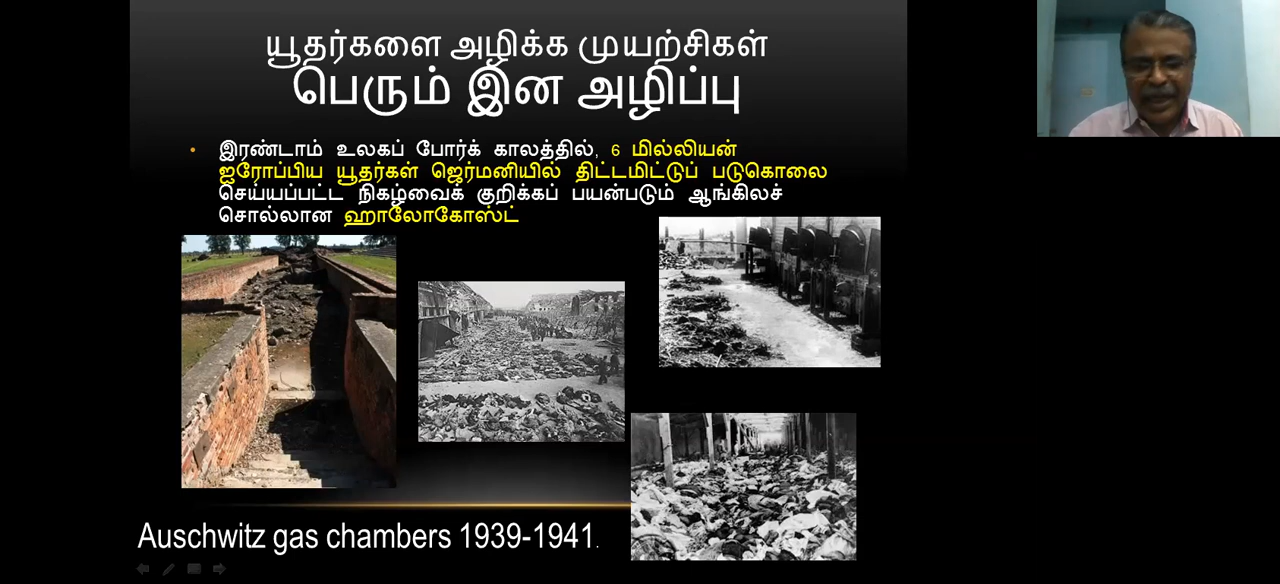 யூதர்களை அழிக்க முயற்சிகள்
பெரும் இன அழிப்பு
• இரண்டாம் உலகப் போர்க் காலத்தில், 6 மில்லியன்
ஐரோப்பிய யூதர்கள் ஜெர்மனியில் திட்டமிட்டுப் படுகொலை
செய்யப்பட்ட நிகழ்வைக் குறிக்கப் பயன்படும் ஆங்கிலச்
சொல்லான ஹாலோகோஸ்ட்
Auschwitz gas chambers 1939-1941.